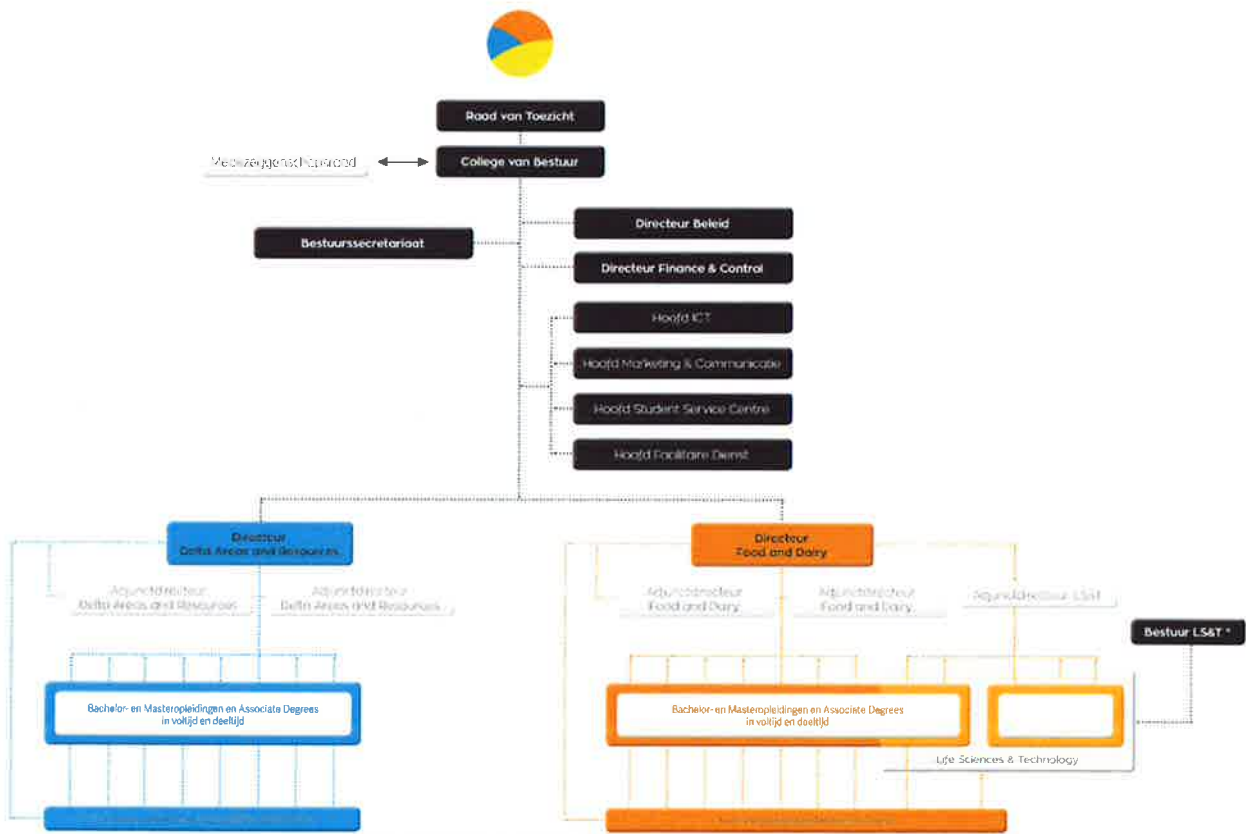 Raad van Toezicht
Medezeggenschapsraad
College van Bestuur
Directeur Beleid
Bestuurssecretariaat
Directeur Finance & Control
Hoofd ICT
Hoofd Marketing & Communicatie
Hoofd Student Service Centre
Hoofd Facilitaire Dienst
Directeur
Delta Areas and Resources
Directeur
Food and Dairy
Adjunctdirecteur
Delta Areas and Resources
Adjunctdirecteur
Delta Areas and Resources
Adjunctdirecteur
Food and Dairy
Adjunctdirecteur
Food and Dairy
Adjunctdirecteur LS&T
Bestuur LS&T *
Bachelor- en Masteropleidingen en Associate Degrees
in voltijd en deeltijd
Bachelor- en Masteropleidingen en Associate Degrees
in voltijd en deeltijd
Life Sciences & Technology